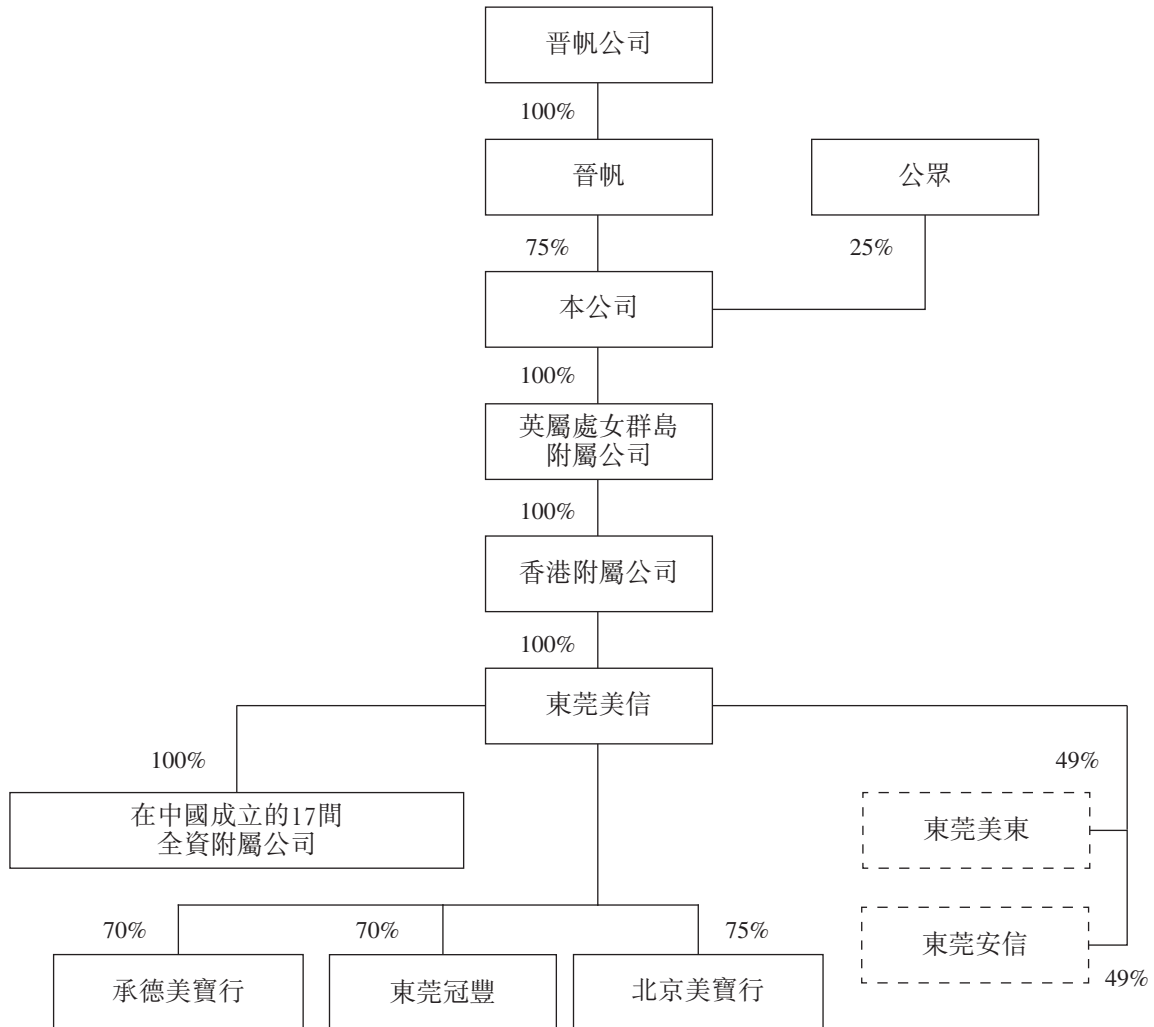 晋帆公司
100%
晉帆
公眾
75%
25%
本公司
100%
英屬處女群島
附屬公司
100%
香港附屬公司
100%
東莞美信
100%
49%
在中國成立的17間
全資附屬公司
東莞美東
70%
70%
75%
東莞安信
49%
承德美寶行
東莞冠豐
北京美寶行